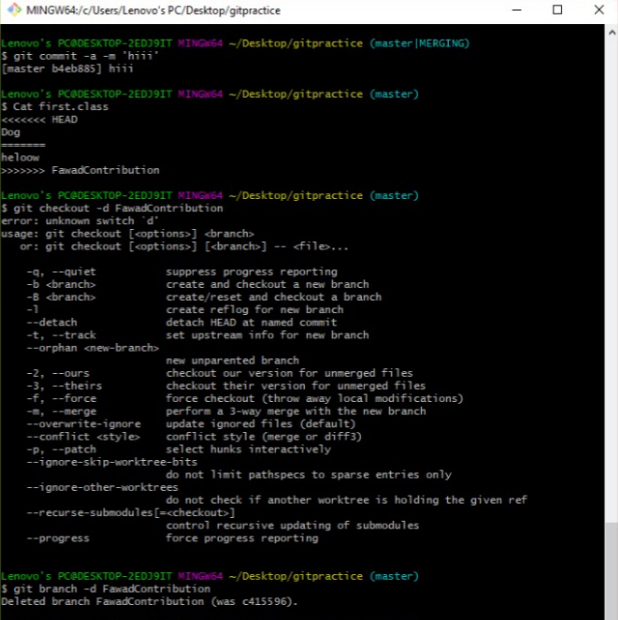 MINGW64:/c/Users/Lenovo's PC/Desktop/gitpractice
Lenovo's PC@DESKTOP-2EDJ9IT MINGW64 ~/Desktop/gitpractice (master|MERGING)
$ git commit -a -m 'hiii'
[master b4eb885] hiii
Lenovo's PC@DESKTOP-2EDJ9IT MINGW64 ~/Desktop/gitpractice (master)
$ Cat first.class
<<<<<<< HEAD
Dog
=======
heloow
>>>>>>> FawadContribution
Lenovo's PC@DESKTOP-2EDJ9IT MINGW64 ~/Desktop/gitpractice (master)
$ git checkout -d FawadContribution
error: unknown switch `d'
usage: git checkout [<options>] <branch>
   or: git checkout [<options>] [<branch>] -- <file>...
    -q, --quiet           suppress progress reporting
    -b <branch>           create and checkout a new branch
    -B <branch>           create/reset and checkout a branch
    -l                    create reflog for new branch
    --detach              detach HEAD at named commit
    -t, --track           set upstream info for new branch
    --orphan <new-branch>
                          new unparented branch
    -2, --ours            checkout our version for unmerged files
    -3, --theirs          checkout their version for unmerged files
    -f, --force           force checkout (throw away local modifications)
    -m, --merge           perform a 3-way merge with the new branch
    --overwrite-ignore    update ignored files (default)
    --conflict <style>    conflict style (merge or diff3)
    -p, --patch           select hunks interactively
    --ignore-skip-worktree-bits
                          do not limit pathspecs to sparse entries only
    --ignore-other-worktrees
                          do not check if another worktree is holding the given ref
    --recurse-submodules[=<checkout>]
                          control recursive updating of submodules
    --progress            force progress reporting
Lenovo's PC@DESKTOP-2EDJ9IT MINGW64 ~/Desktop/gitpractice (master)
$ git branch -d FawadContribution
Deleted branch FawadContribution (was c415596).